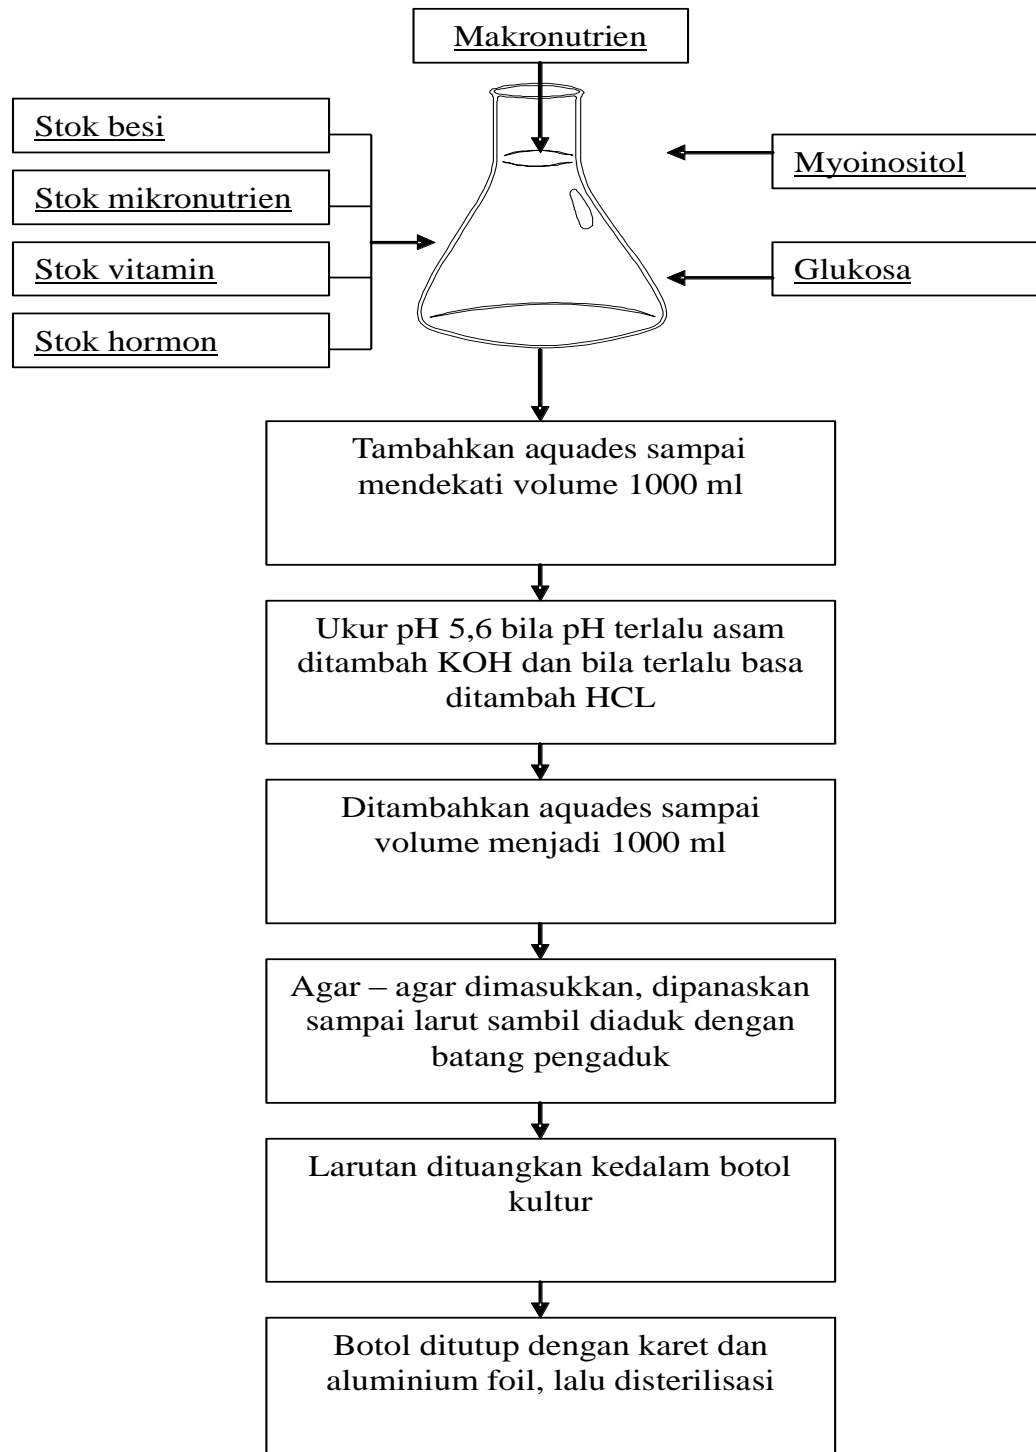 Makronutrien
Stok besi
Stok mikronutrien
Stok vitamin
Stok hormon
Myoinositol
Glukosa
Tambahkan aquades sampai
mendekati volume 1000 ml
Ukur pH 5,6 bila pH terlalu asam
ditambah KOH dan bila terlalu basa
ditambah HCL
Ditambahkan aquades sampai
volume menjadi 1000 ml
Agar – agar dimasukkan, dipanaskan
sampai larut sambil diaduk dengan
batang pengaduk
Larutan dituangkan kedalam botol
kultur
Botol ditutup dengan karet dan
aluminium foil, lalu disterilisasi